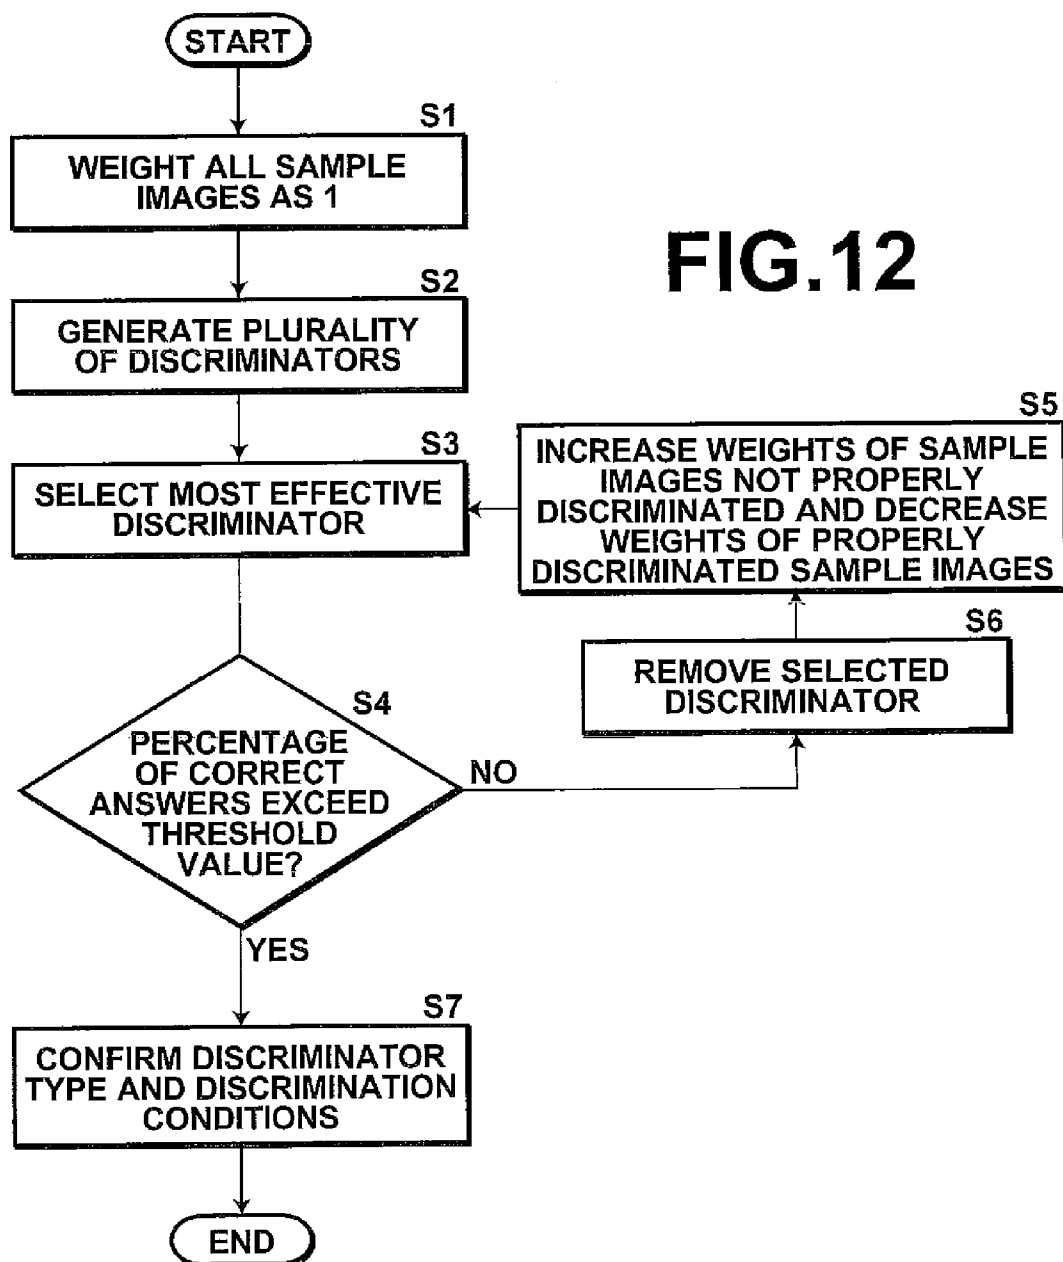 START
S1
WEIGHT ALL SAMPLE
IMAGES AS 1
FIG.12
S2
GENERATE PLURALITY
OF DISCRIMINATORS
S3
SELECT MOST EFFECTIVE
DISCRIMINATOR
S5
INCREASE WEIGHTS OF SAMPLE
IMAGES NOT PROPERLY
DISCRIMINATED AND DECREASE
WEIGHTS OF PROPERLY
DISCRIMINATED SAMPLE IMAGES
S6
REMOVE SELECTED
DISCRIMINATOR
S4
PERCENTAGE
OF CORRECT
ANSWERS EXCEED
THRESHOLD
VALUE?
NO
YES
S7
CONFIRM DISCRIMINATOR
TYPE AND DISCRIMINATION
CONDITIONS
END